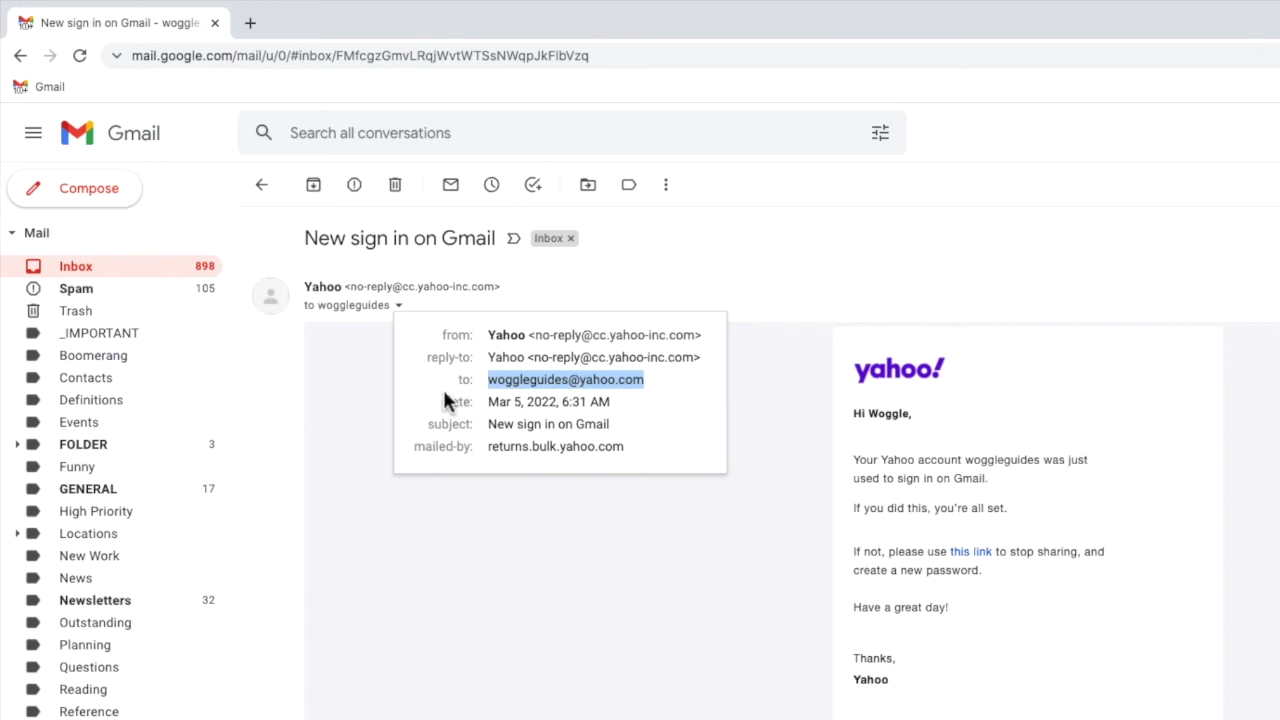 New sign in on Gmail - woggle
mail.google.com/mail/u/0/#inbox/FMfcgzGmvLRqjWvtWTSsNWqpJkFlbVzq
Gmail
Gmail
Search all conversations
Compose
Mail
Inbox 898
Spam 105
Trash
_IMPORTANT
Boomerang
Contacts
Definitions
Events
FOLDER 3
Funny
GENERAL 17
High Priority
Locations
New Work
News
Newsletters 32
Outstanding
Planning
Questions
Reading
Reference
New sign in on Gmail Inbox
Yahoo <no-reply@cc.yahoo-inc.com>
to woggleguides
from: Yahoo <no-reply@cc.yahoo-inc.com>
reply-to: Yahoo <no-reply@cc.yahoo-inc.com>
to: woggleguides@yahoo.com
Mar 5, 2022, 6:31 AM
subject: New sign in on Gmail
mailed-by: returns.bulk.yahoo.com
yahoo!
Hi Woggle,
Your Yahoo account woggleguides was just
used to sign in on Gmail.
If you did this, you're all set.
If not, please use this link to stop sharing, and
create a new password.
Have a great day!
Thanks,
Yahoo